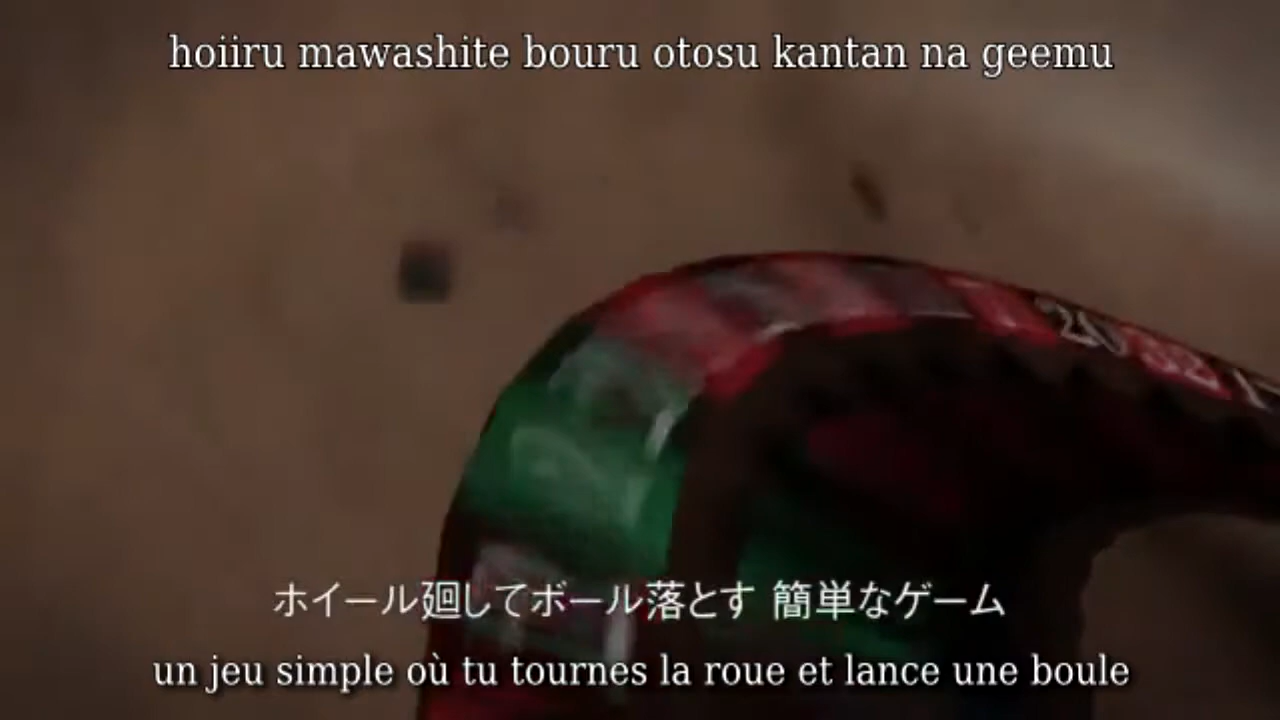 hoiiru mawashite bouru otosu kantan na geemu
20
32
ホイール廻してボール落とす 簡単なゲーム
un jeu simple où tu tournes la roue et lance une boule